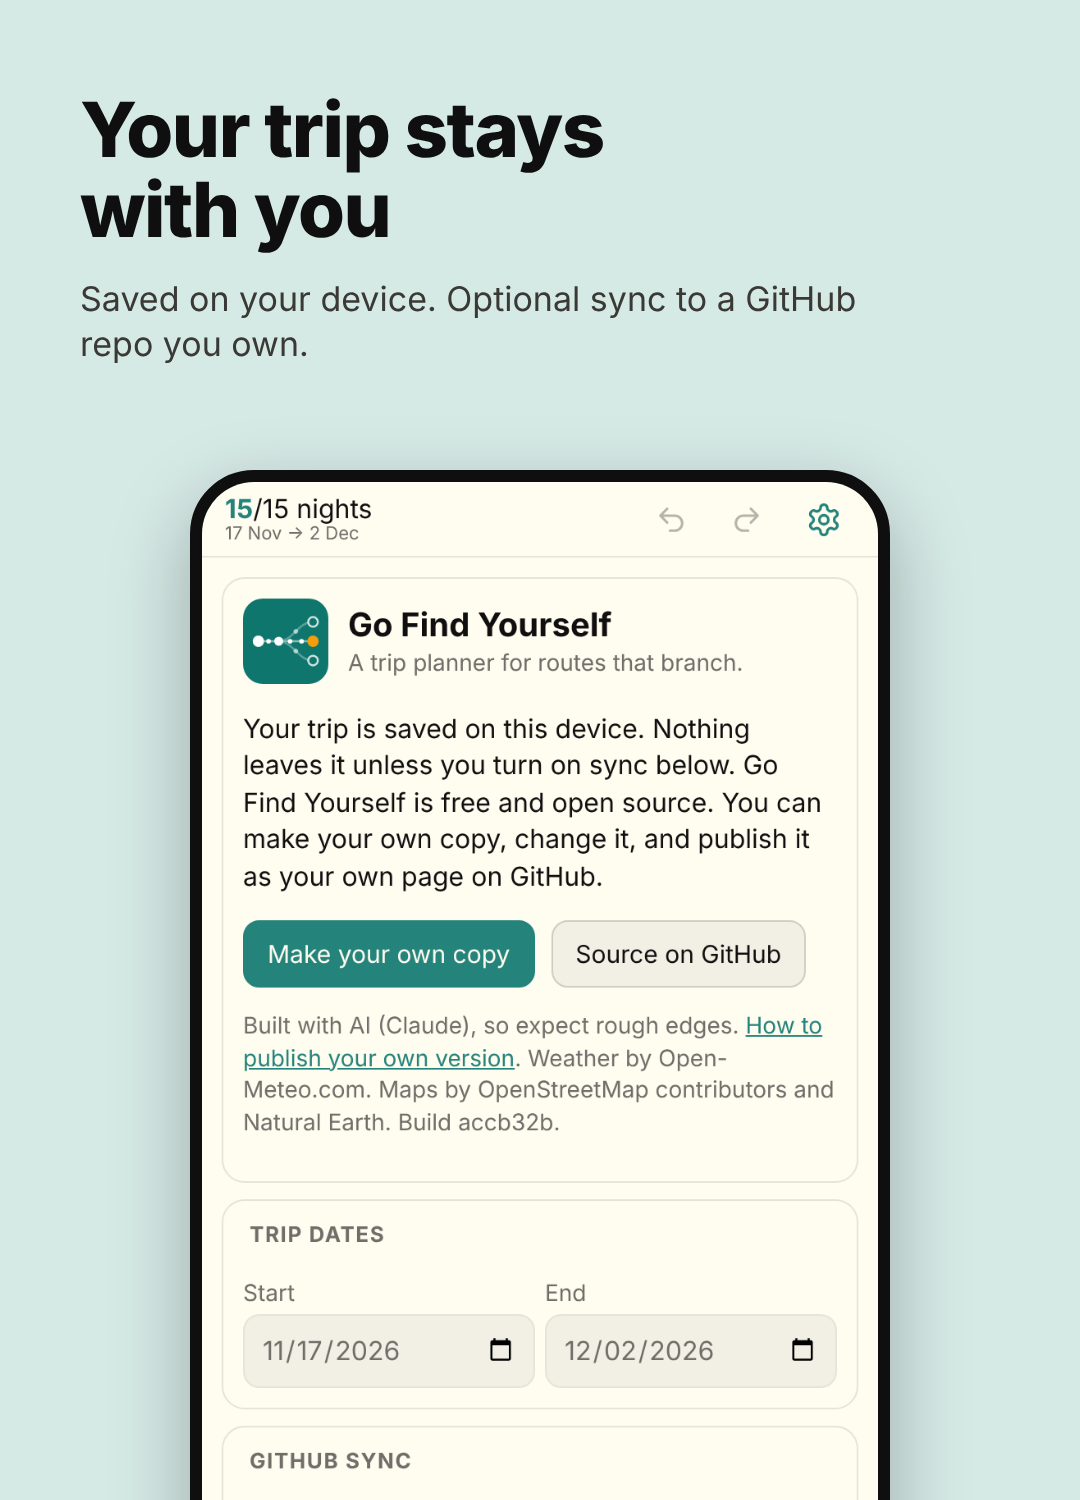 Your trip stays
with you
Saved on your device. Optional sync to a GitHub
repo you own.
15/15 nights
17 Nov → 2 Dec
Go Find Yourself
A trip planner for routes that branch.
Your trip is saved on this device. Nothing
leaves it unless you turn on sync below. Go
Find Yourself is free and open source. You can
make your own copy, change it, and publish it
as your own page on GitHub.
Make your own copy
Source on GitHub
Built with AI (Claude), so expect rough edges. How to
publish your own version. Weather by Open-
Meteo.com. Maps by OpenStreetMap contributors and
Natural Earth. Build accb32b.
TRIP DATES
Start
End
11/17/2026
12/02/2026
GITHUB SYNC